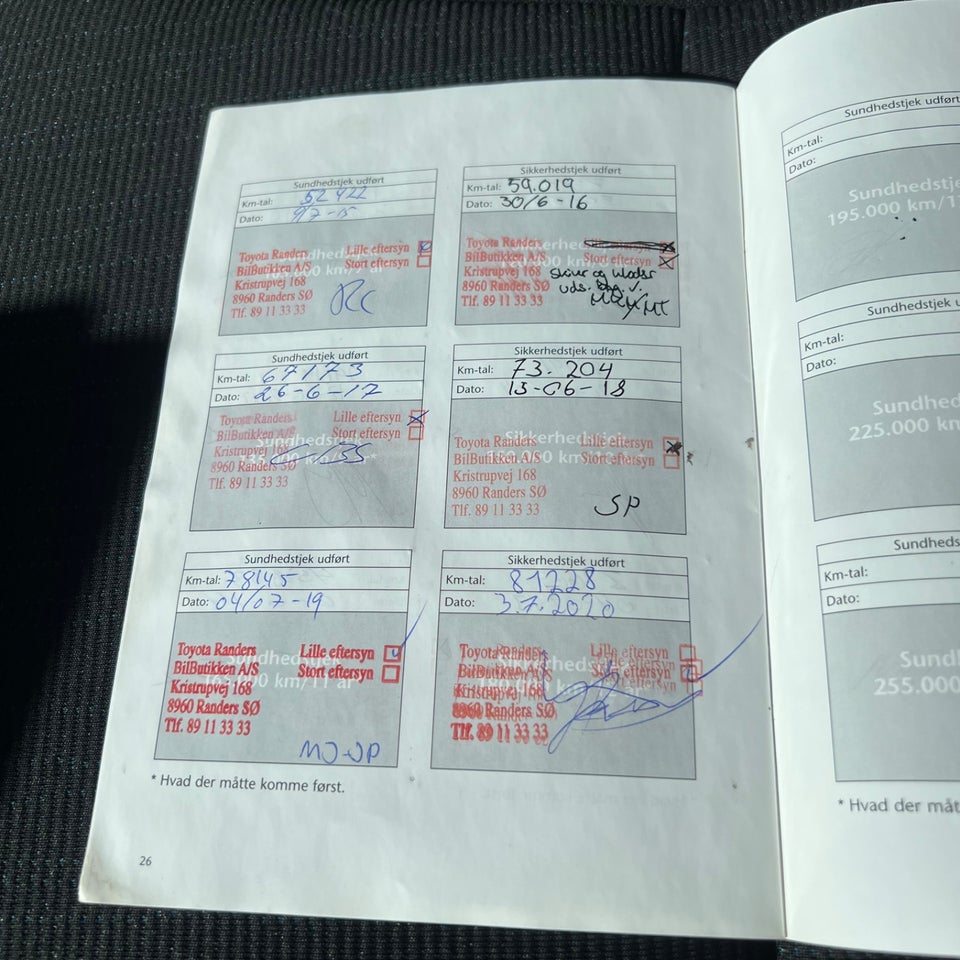 Sundhedstjek udført
Km-tal: 52422
Dato: 9/7-15
Toyota Randers Lille eftersyn
BilButikken A/S Stort eftersyn
Kristrupvej 168
8960 Randers SØ
Tlf. 89 11 33 33
RC
Sikkerhedstjek udført
Km-tal: 59.019
Dato: 30/6-16
Toyota Randers
BilButikken A/S Stort eftersyn
Kristrupvej 168 Skiver og klodser
8960 Randers SØ uds. Bag. V.
Tlf. 89 11 33 33
Sundhedstjek udført
Km-tal: 67173
Dato: 26-6-17
Toyota Randers Lille eftersyn
BilButikken A/S Stort eftersyn
Kristrupvej 168
8960 Randers SØ
Tlf. 89 11 33 33
Sikkerhedstjek udført
Km-tal: 73.204
Dato: 13-06-18
Toyota Randers Lille eftersyn
BilButikken A/S Stort eftersyn
Kristrupvej 168
8960 Randers SØ
Tlf. 89 11 33 33
SP
Sundhedstjek udført
Km-tal: 78145
Dato: 04/07-19
Toyota Randers Lille eftersyn
BilButikken A/S Stort eftersyn
Kristrupvej 168
8960 Randers SØ
Tlf. 89 11 33 33
MJ-JP
Sikkerhedstjek udført
Km-tal: 81228
Dato: 3.7.2020
Toyota Randers Lille eftersyn
BilButikken A/S Stort eftersyn
Kristrupvej 168
8960 Randers SØ
Tlf. 89 11 33 33
* Hvad der måtte komme først.
26
Sundhedstjek udført
Km-tal:
Dato:
Sundhedstje
195.000 km/1
Sundhedstjek u
Km-tal:
Dato:
Sundhed
225.000 km
Sundheds
Km-tal:
Dato:
Sund
255.000
* Hvad der måt